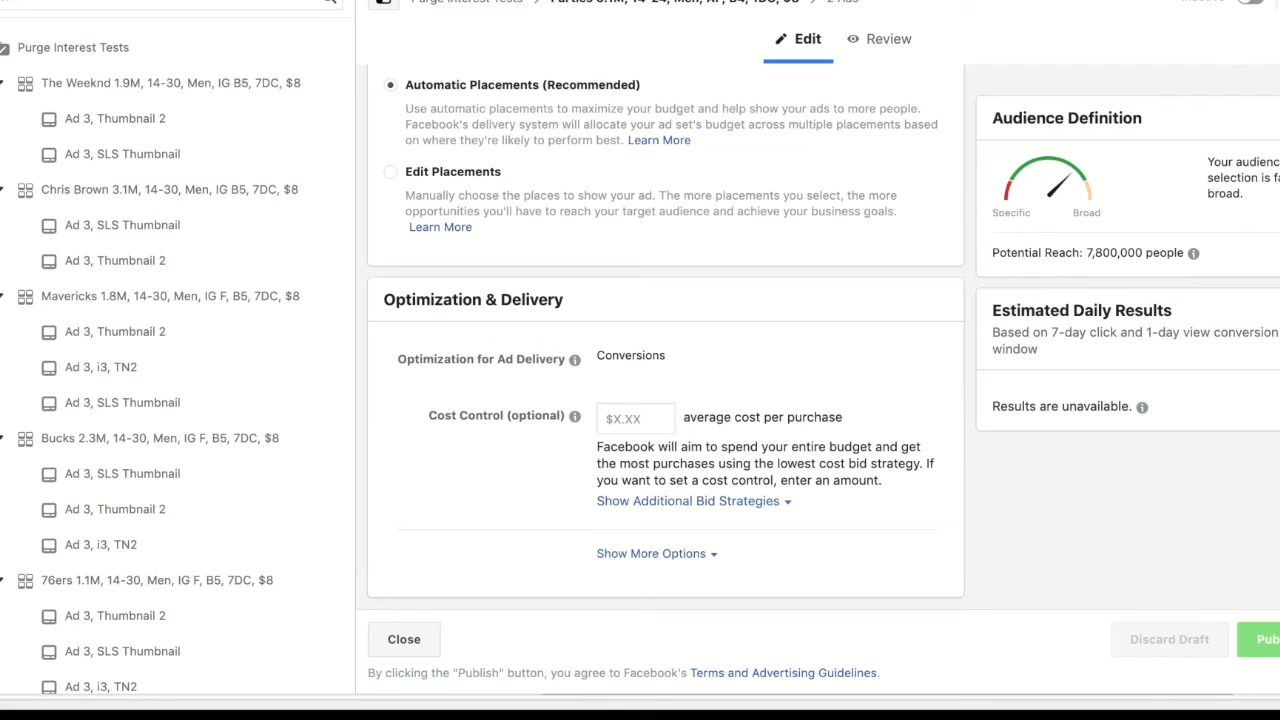 Purge Interest Tests
The Weeknd 1.9M, 14-30, Men, IG B5, 7DC, $8
Ad 3, Thumbnail 2
Ad 3, SLS Thumbnail
Chris Brown 3.1M, 14-30, Men, IG B5, 7DC, $8
Ad 3, SLS Thumbnail
Ad 3, Thumbnail 2
Mavericks 1.8M, 14-30, Men, IG F, B5, 7DC, $8
Ad 3, Thumbnail 2
Ad 3, i3, TN2
Ad 3, SLS Thumbnail
Bucks 2.3M, 14-30, Men, IG F, B5, 7DC, $8
Ad 3, SLS Thumbnail
Ad 3, Thumbnail 2
Ad 3, i3, TN2
76ers 1.1M, 14-30, Men, IG F, B5, 7DC, $8
Ad 3, Thumbnail 2
Ad 3, SLS Thumbnail
Ad 3, i3, TN2
Purge Interest Tests
2 Ads
Edit
Review
Automatic Placements (Recommended)
Use automatic placements to maximize your budget and help show your ads to more people.
Facebook's delivery system will allocate your ad set's budget across multiple placements based
on where they're likely to perform best. Learn More
Edit Placements
Manually choose the places to show your ad. The more placements you select, the more
opportunities you'll have to reach your target audience and achieve your business goals.
Learn More
Optimization & Delivery
Optimization for Ad Delivery
Conversions
Cost Control (optional)
$X.XX
average cost per purchase
Facebook will aim to spend your entire budget and get
the most purchases using the lowest cost bid strategy. If
you want to set a cost control, enter an amount.
Show Additional Bid Strategies
Show More Options
Close
Discard Draft
Pub
By clicking the "Publish" button, you agree to Facebook's Terms and Advertising Guidelines.
Audience Definition
Specific
Broad
Your audienc
selection is fa
broad.
Potential Reach: 7,800,000 people
Estimated Daily Results
Based on 7-day click and 1-day view conversion
window
Results are unavailable.